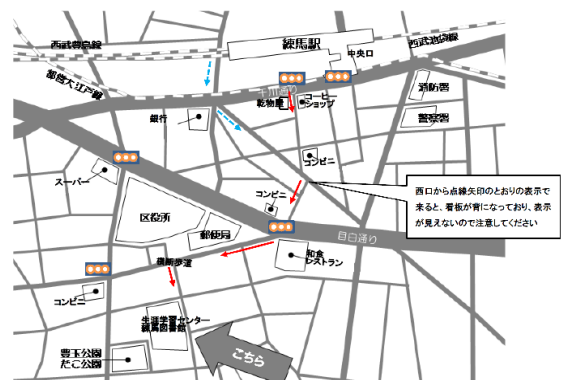 西武豊島線
練馬駅
西武池袋線
中央口
都営大江戸線
千川通り
消防署
乾物屋
コーヒー
ショップ
銀行
警察署
コンビニ
スーパー
西口から点線矢印のとおりの表示で
来ると、看板が背になっており、表示
が見えないので注意してください
コンビニ
区役所
郵便局
目白通り
和食
レストラン
横断歩道
コンビニ
生涯学習センター
練馬図書館
こちら
豊玉公園
たこ公園